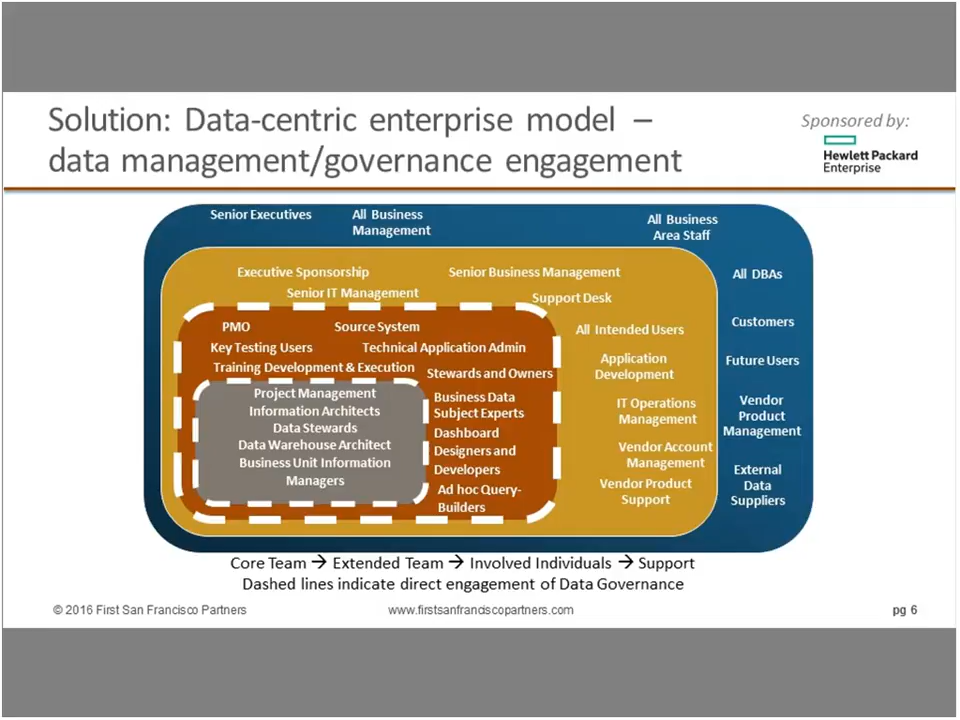 Solution: Data-centric enterprise model –
data management/governance engagement
Sponsored by:
Hewlett Packard
Enterprise
Senior Executives
All Business
Management
All Business
Area Staff
All DBAs
Customers
Future Users
Vendor
Product
Management
External
Data
Suppliers
Executive Sponsorship
Senior Business Management
Senior IT Management
Support Desk
All Intended Users
Application
Development
IT Operations
Management
Vendor Account
Management
Vendor Product
Support
PMO
Source System
Key Testing Users
Technical Application Admin
Training Development & Execution
Stewards and Owners
Business Data
Subject Experts
Dashboard
Designers and
Developers
Ad hoc Query-
Builders
Project Management
Information Architects
Data Stewards
Data Warehouse Architect
Business Unit Information
Managers
Core Team → Extended Team → Involved Individuals → Support
Dashed lines indicate direct engagement of Data Governance
© 2016 First San Francisco Partners
www.firstsanfranciscopartners.com
pg 6